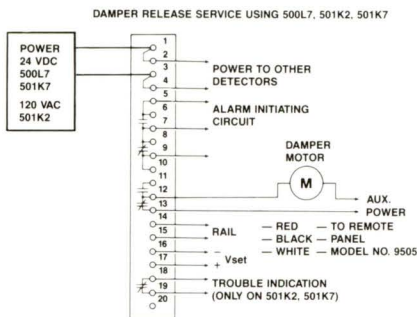 DAMPER RELEASE SERVICE USING 500L7, 501K2, 501K7
POWER
24 VDC
500L7
501K7
120 VAC
501K2
1
2
3
4
5
6
7
8
9
10
11
12
13
14
15
16
17
18
19
20
POWER TO OTHER
DETECTORS
ALARM INITIATING
CIRCUIT
DAMPER
MOTOR
M
AUX.
POWER
RAIL — RED — TO REMOTE
— BLACK — PANEL
— WHITE — MODEL NO. 9505
− Vset
+
TROUBLE INDICATION
(ONLY ON 501K2, 501K7)